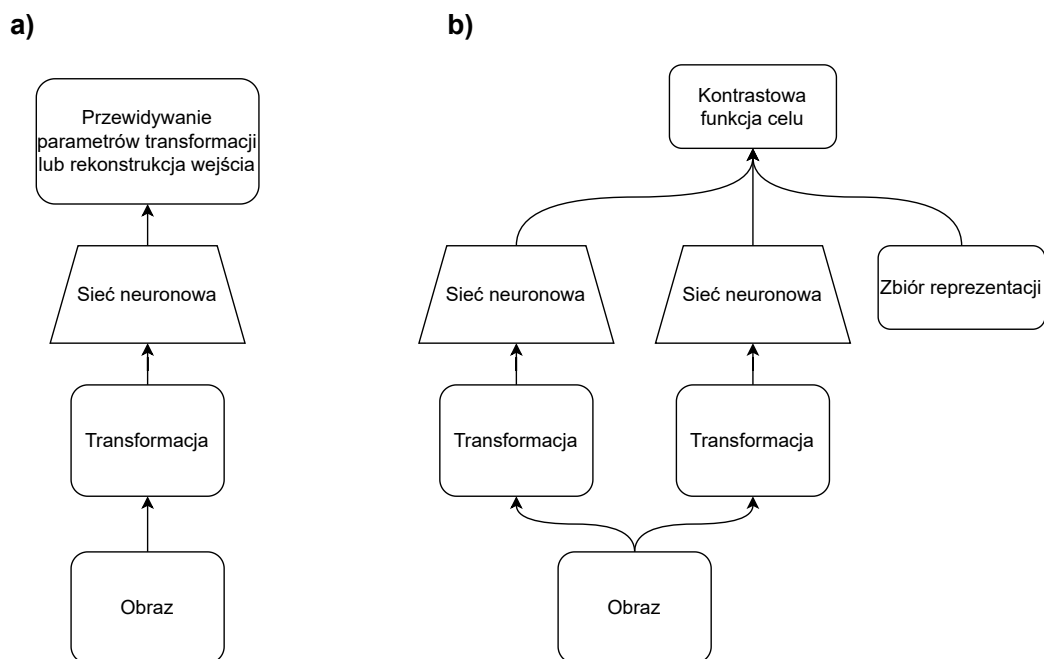 a)
Przewidywanie
parametrów transformacji
lub rekonstrukcja wejścia
Sieć neuronowa
Transformacja
Obraz
b)
Kontrastowa
funkcja celu
Sieć neuronowa
Sieć neuronowa
Zbiór reprezentacji
Transformacja
Transformacja
Obraz